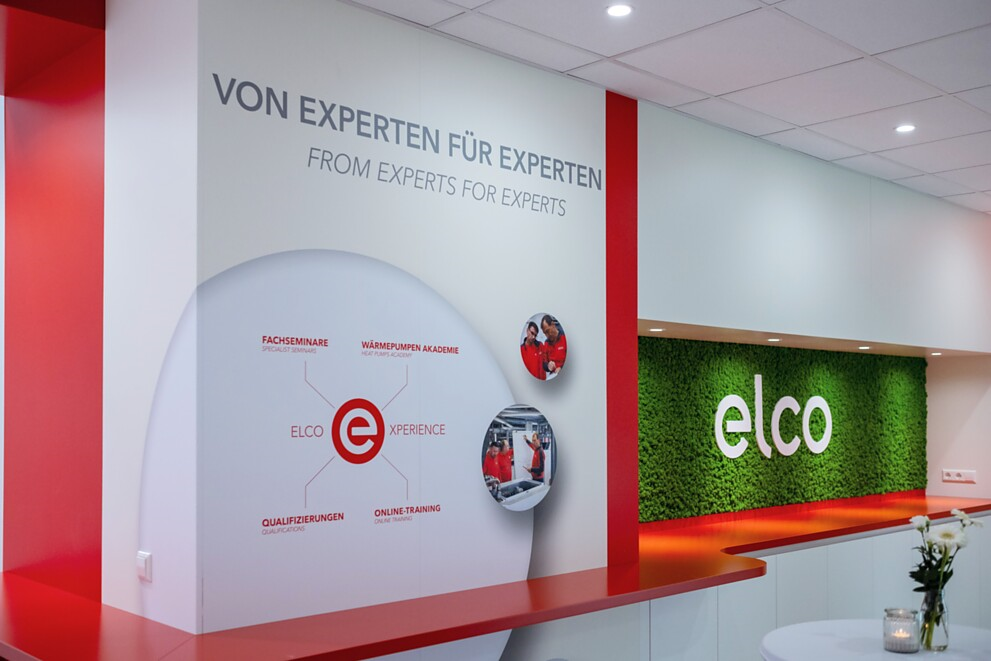 VON EXPERTEN FÜR EXPERTEN
FROM EXPERTS FOR EXPERTS
FACHSEMINARE
SPECIALIST SEMINARS
WÄRMEPUMPEN AKADEMIE
HEAT PUMPS ACADEMY
ELCO e XPERIENCE
QUALIFIZIERUNGEN
QUALIFICATIONS
ONLINE-TRAINING
ONLINE TRAINING
elco